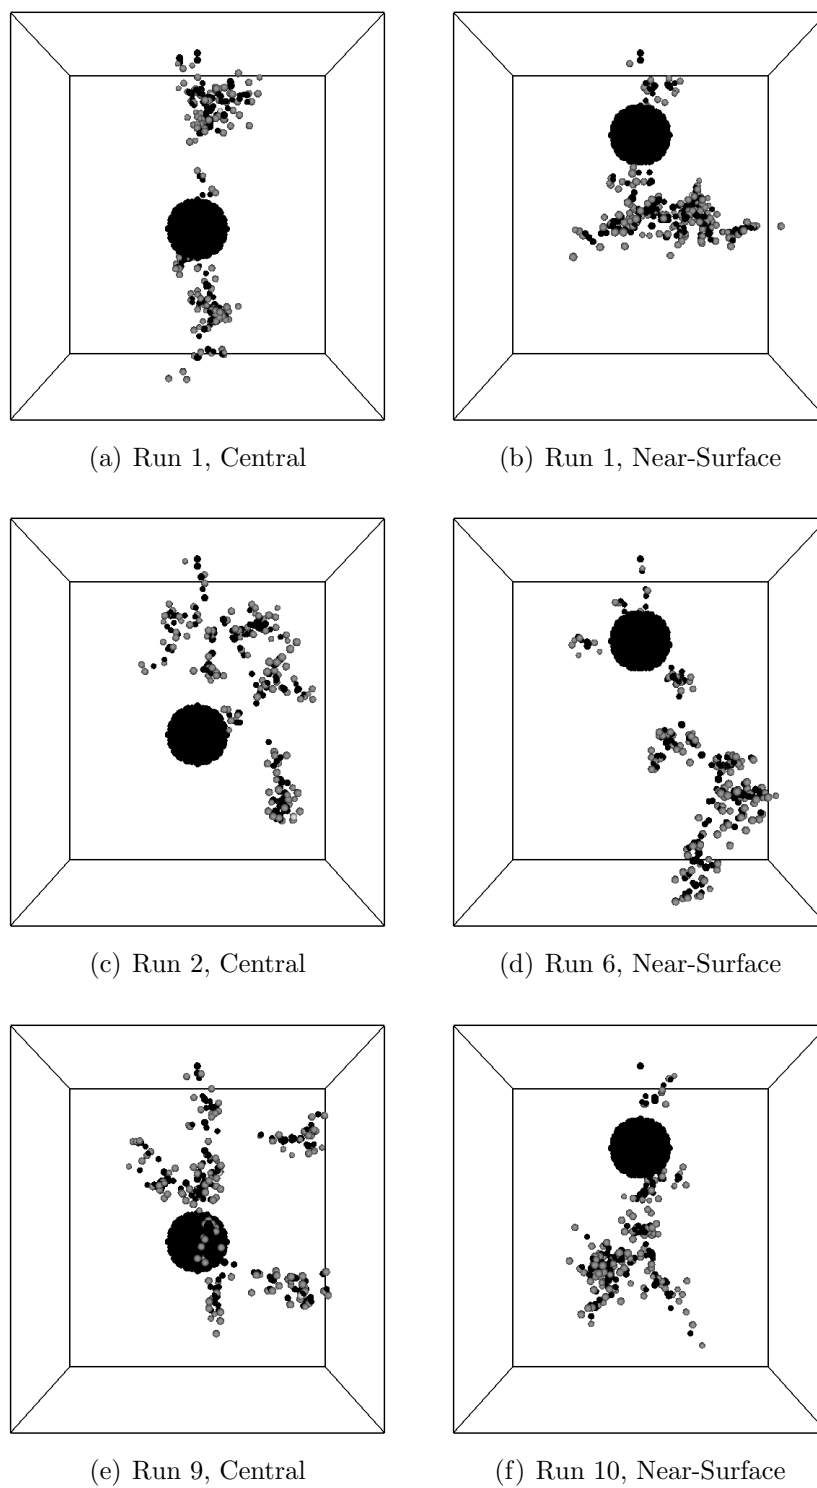 (a) Run 1, Central
(b) Run 1, Near-Surface
(c) Run 2, Central
(d) Run 6, Near-Surface
(e) Run 9, Central
(f) Run 10, Near-Surface